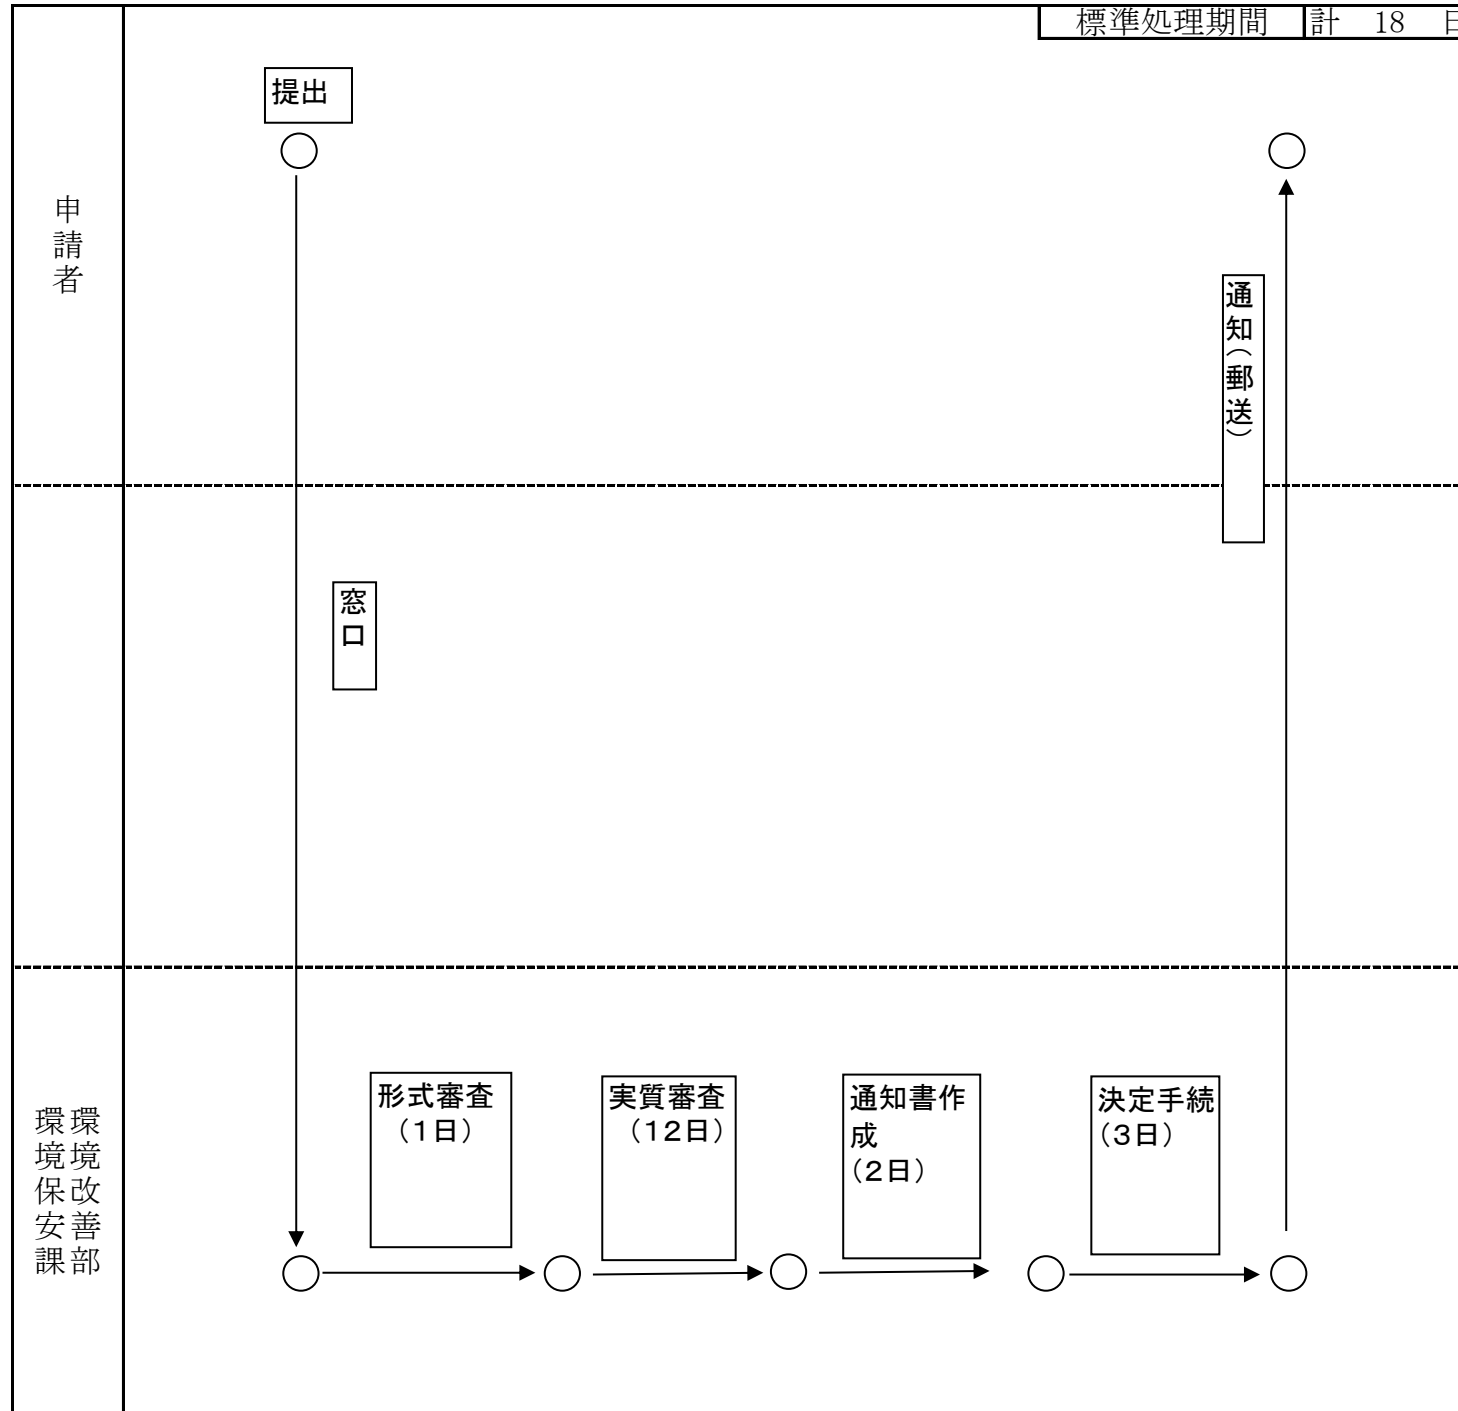 標準処理期間 計 18 日
提出
申請者
通知（郵送）
窓口
環境改善部
環境保安課
形式審査
（１日）
実質審査
（１２日）
通知書作
成
（２日）
決定手続
（３日）